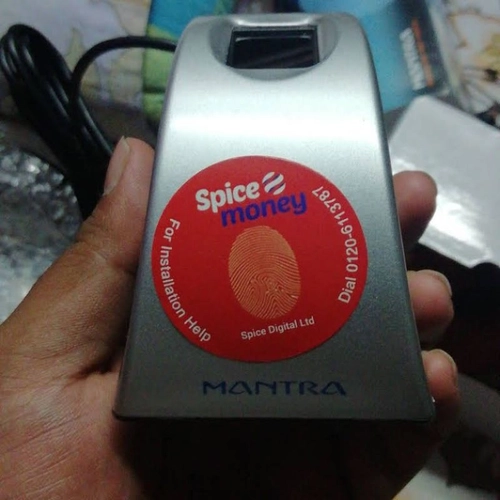 Spice
money
For Installation Help
Dial 0120-6113787
Spice Digital Ltd
MANTRA